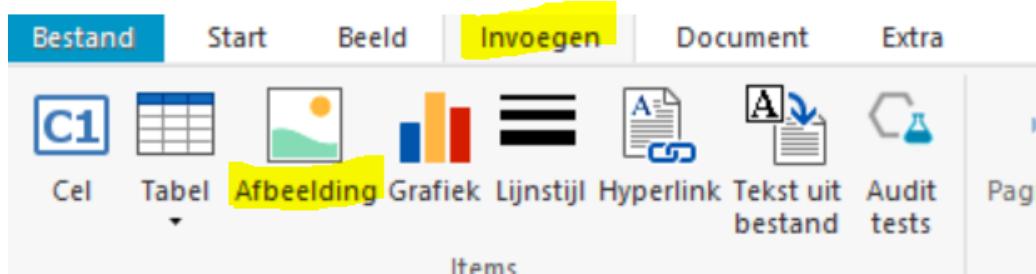 Bestand Start Beeld Invoegen Document Extra
C1 A A
Cel Tabel Afbeelding Grafiek Lijnstijl Hyperlink Tekst uit bestand Audit tests Pag
Items